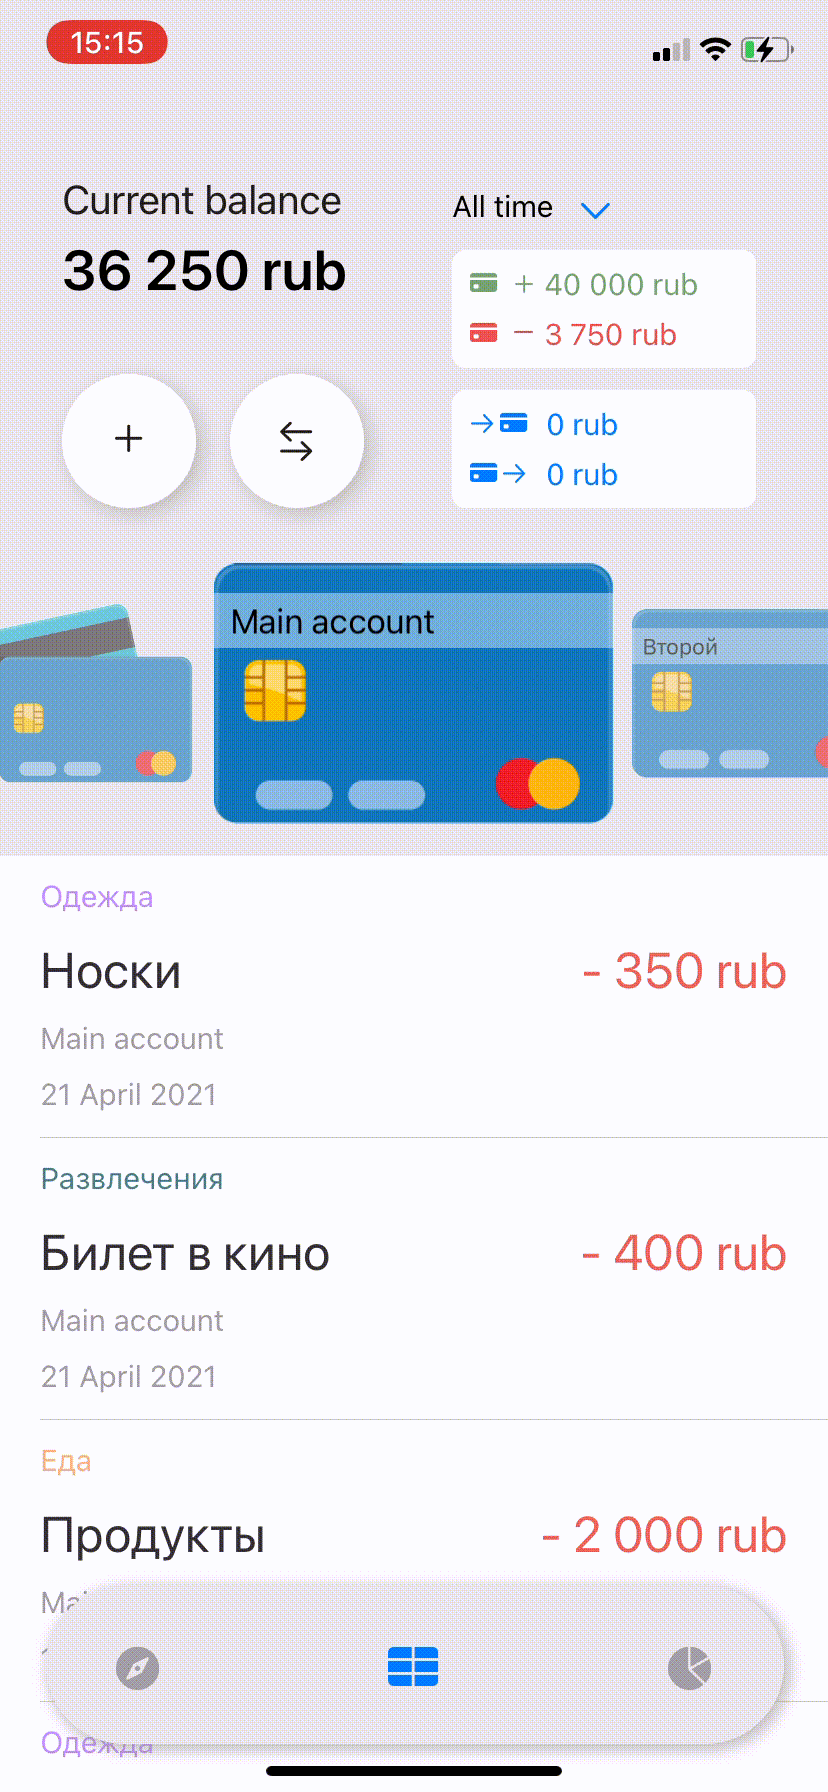 15:15
Current balance
36 250 rub
All time
+ 40 000 rub
− 3 750 rub
0 rub
0 rub
Main account
Второй
Одежда
Носки
- 350 rub
Main account
21 April 2021
Развлечения
Билет в кино
- 400 rub
Main account
21 April 2021
Еда
Продукты
- 2 000 rub
Одежда